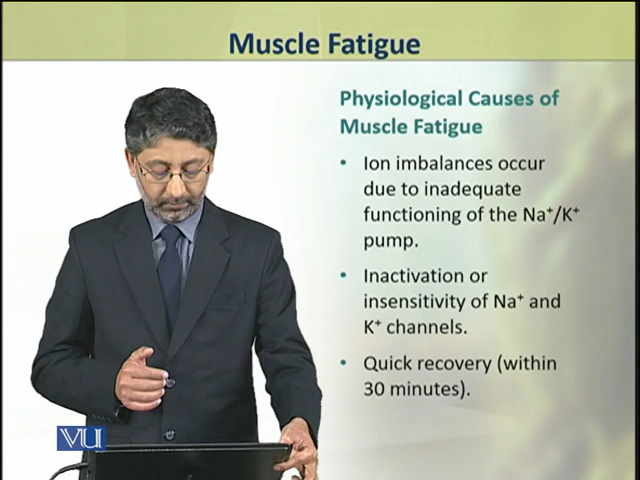 Muscle Fatigue
Physiological Causes of
Muscle Fatigue
• Ion imbalances occur
due to inadequate
functioning of the Na⁺/K⁺
pump.
• Inactivation or
insensitivity of Na⁺ and
K⁺ channels.
• Quick recovery (within
30 minutes).
VU